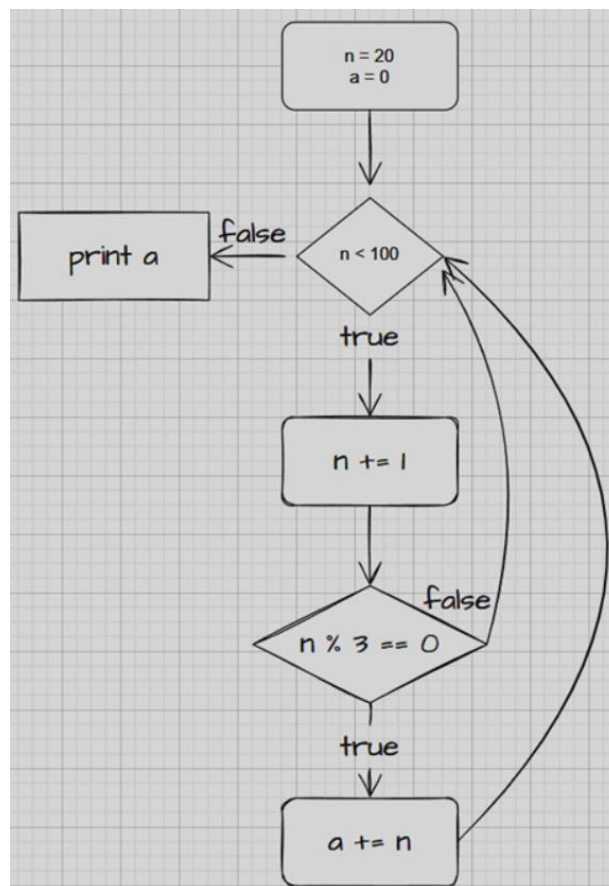 n = 20
a = 0
n < 100
false
print a
true
n += 1
n % 3 == 0
false
true
a += n